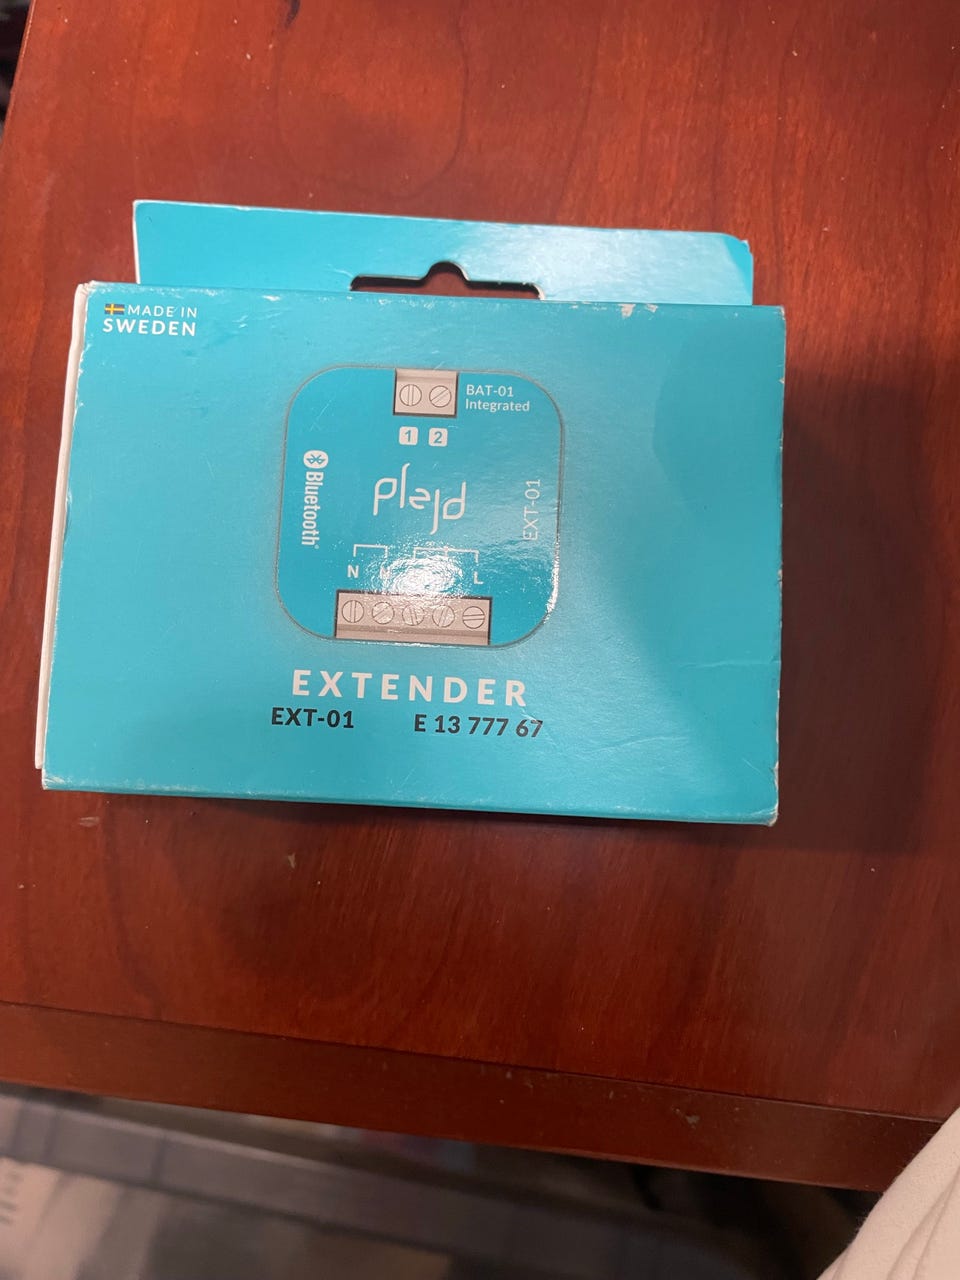 MADE IN
SWEDEN
BAT-01
Integrated
1 2
Bluetooth®
plejd
EXT-01
N N L
EXTENDER
EXT-01 E 13 777 67